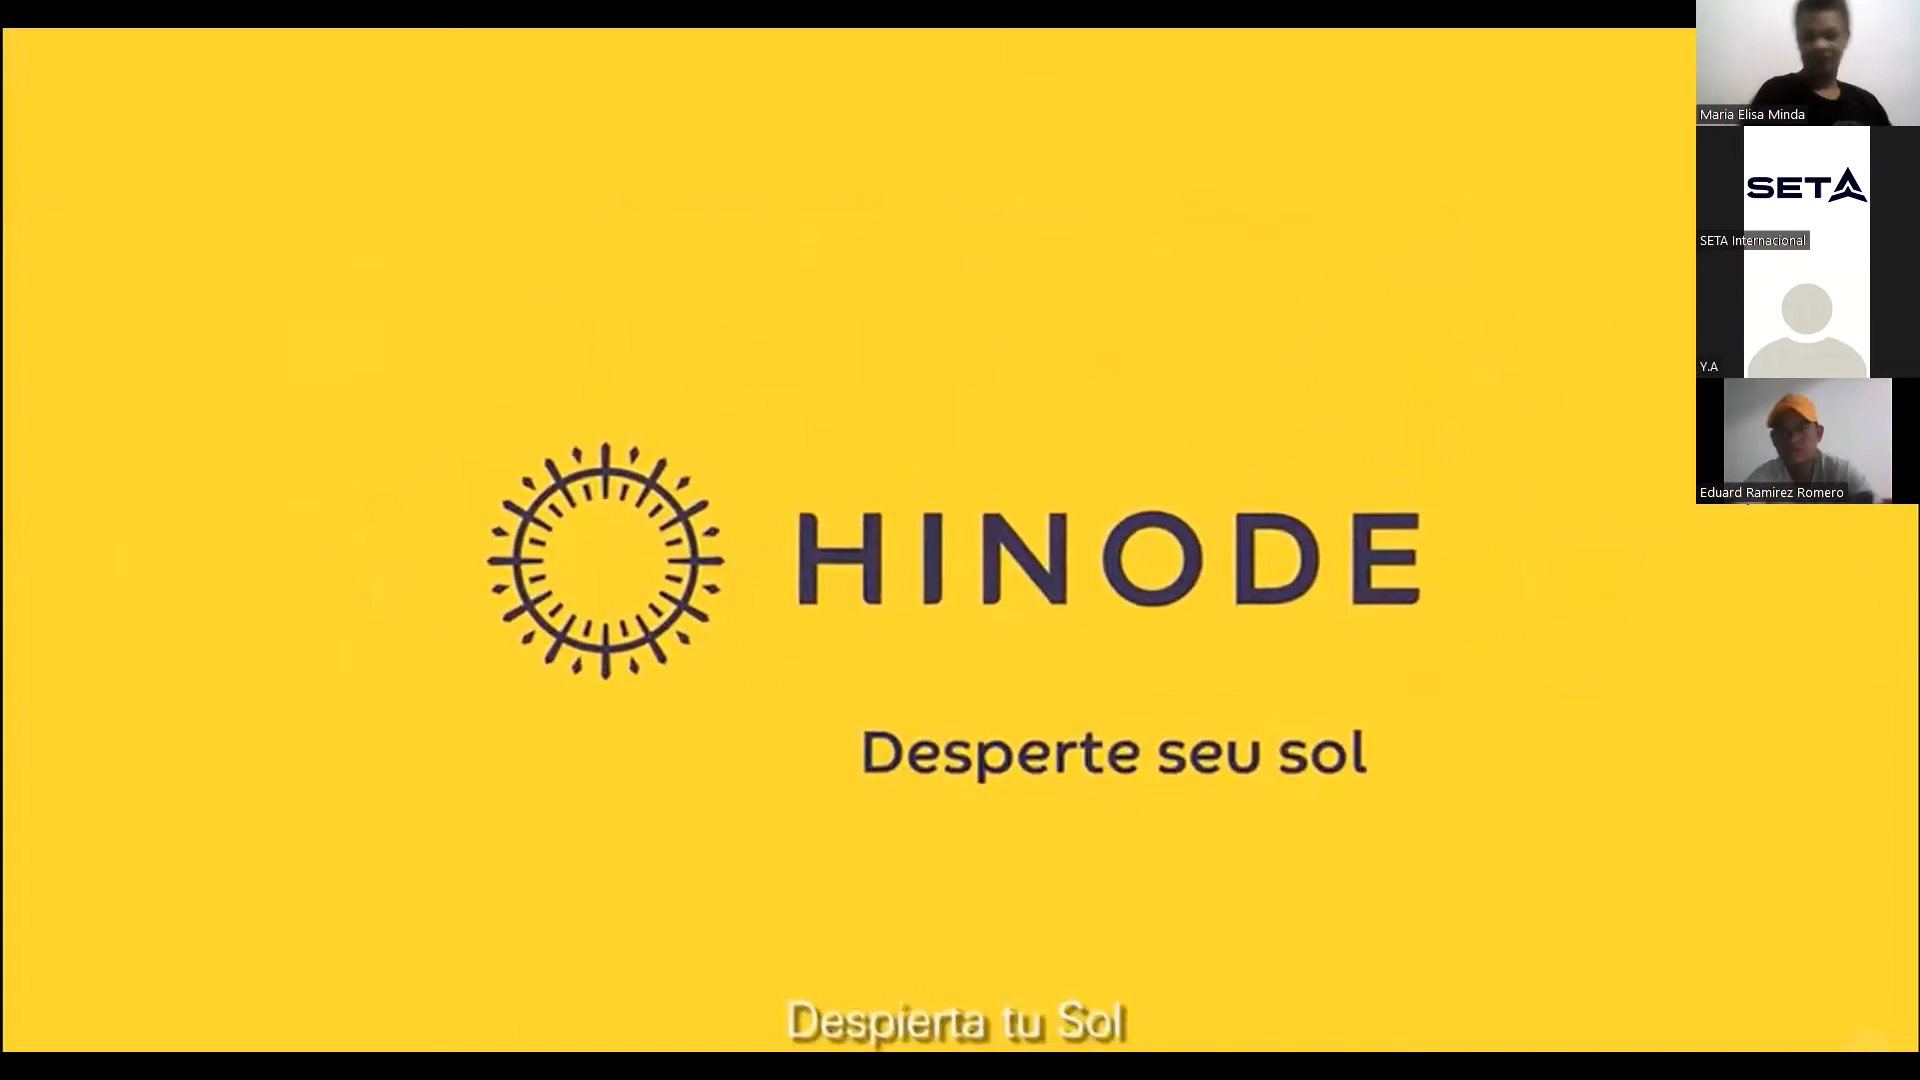 HINODE
Desperte seu sol
Despierta tu Sol
Maria Elisa Minda
SETA
SETA Internacional
Y.A
Eduard Ramirez Romero